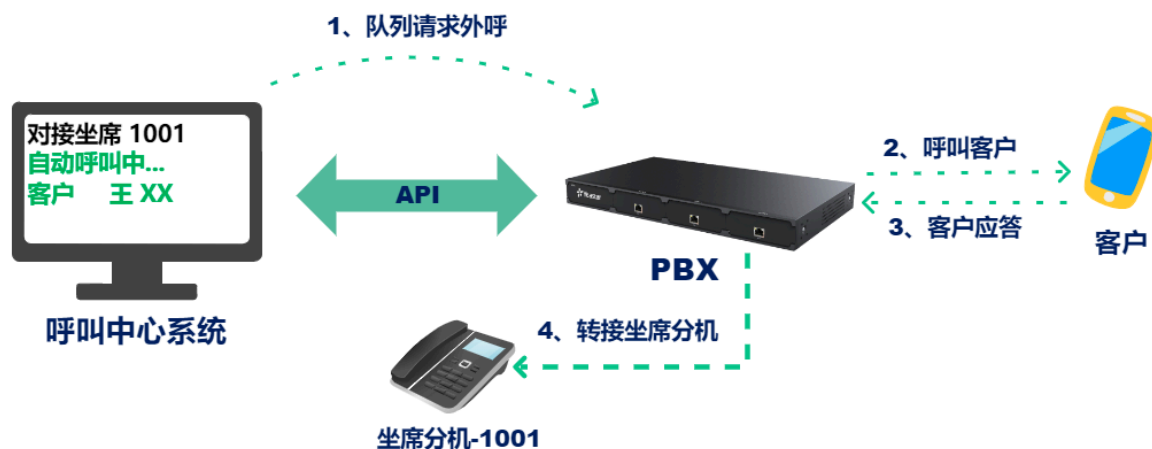 1、队列请求外呼
对接坐席 1001
自动呼叫中...
客户 王 XX
API
2、呼叫客户
3、客户应答
客户
PBX
呼叫中心系统
4、转接坐席分机
坐席分机-1001